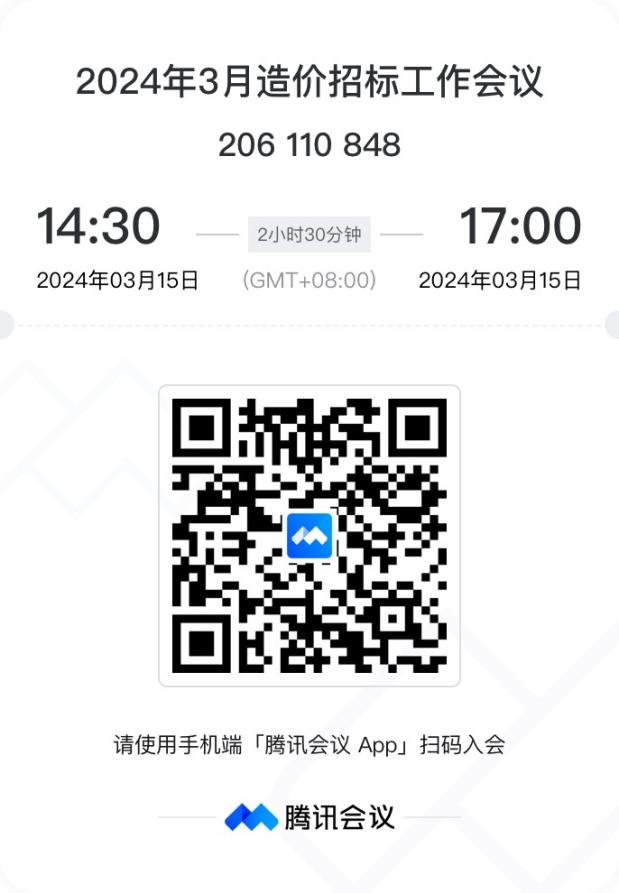 2024年3月造价招标工作会议
206 110 848
14:30
2小时30分钟
17:00
2024年03月15日
(GMT+08:00)
2024年03月15日
请使用手机端「腾讯会议 App」扫码入会
腾讯会议